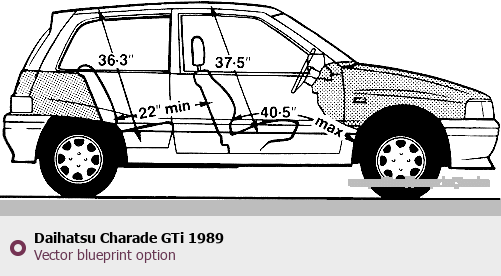 36·3"
37·5"
22" min
40·5"
max
Daihatsu Charade GTi 1989
Vector blueprint option